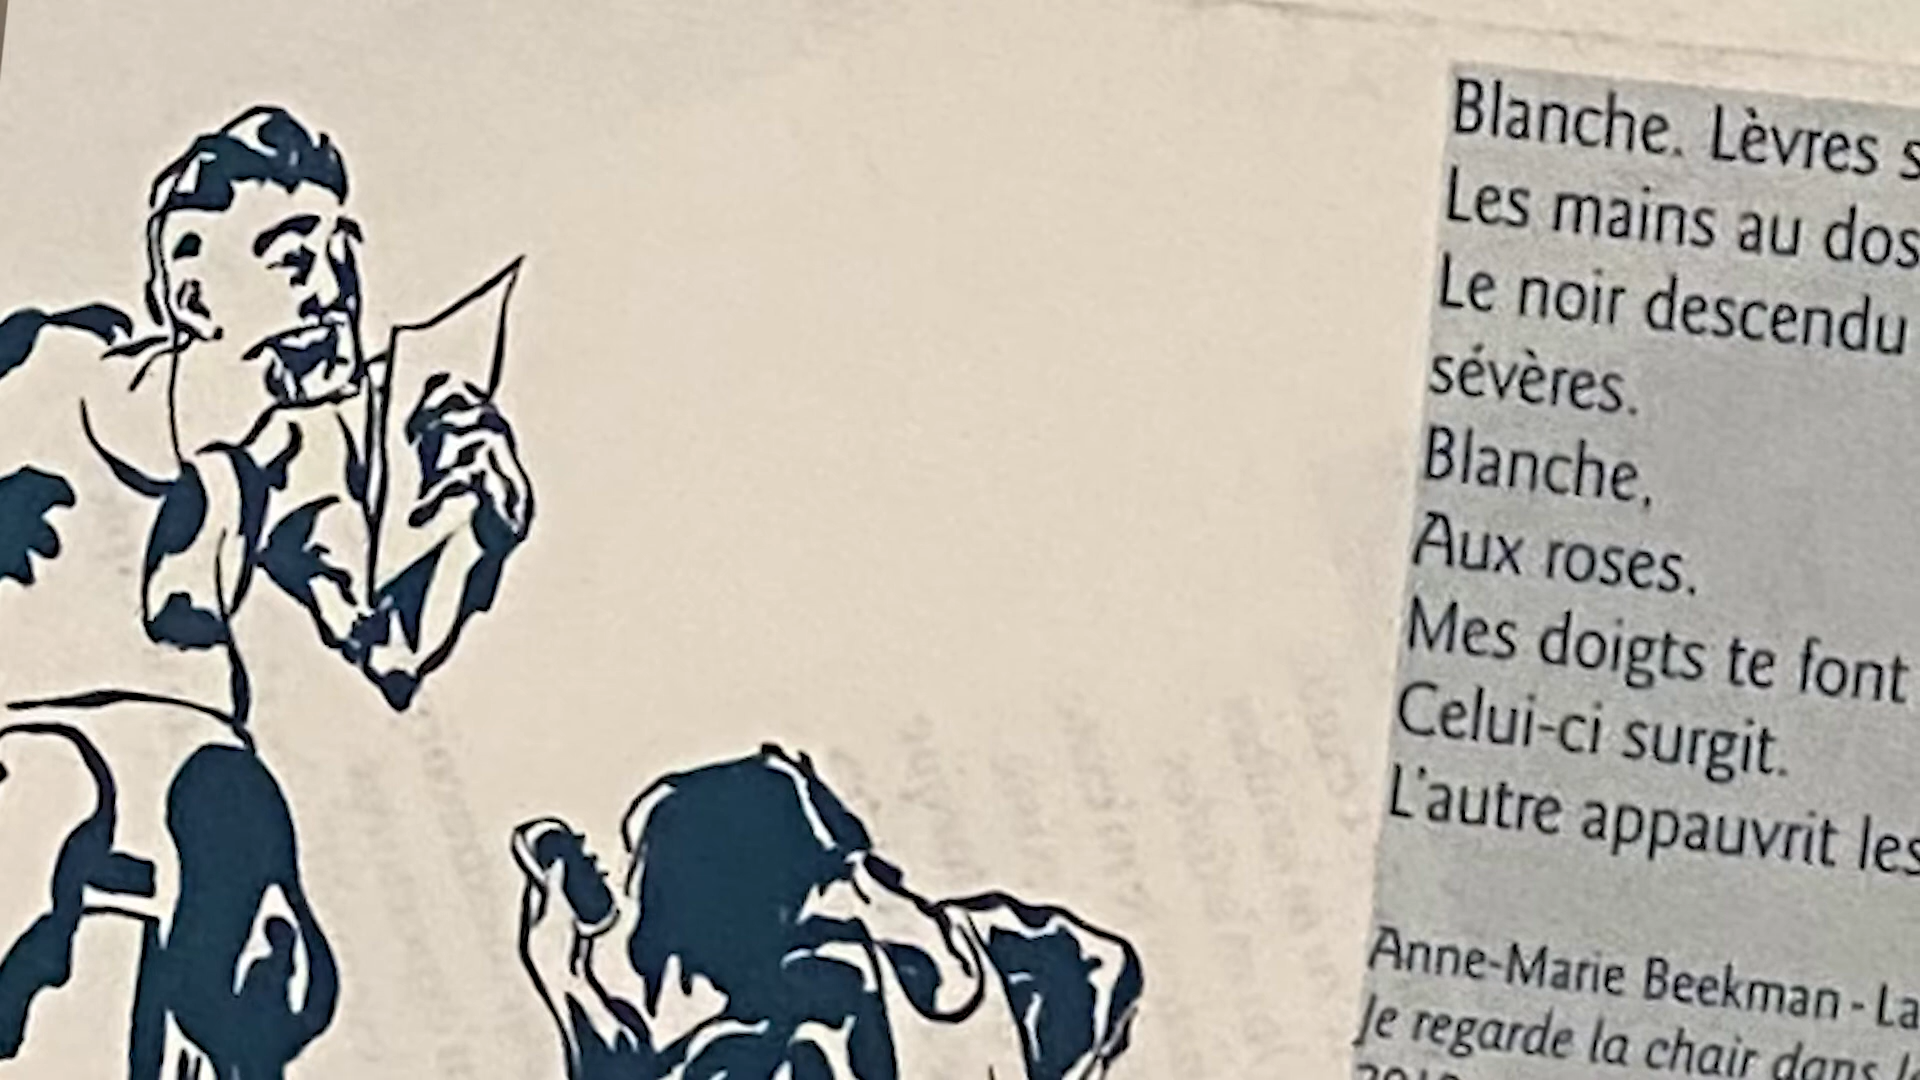 Blanche. Lèvres s
Les mains au dos
Le noir descendu
sévères.
Blanche,
Aux roses.
Mes doigts te font
Celui-ci surgit.
L'autre appauvrit les
Anne-Marie Beekman - La
Je regarde la chair dans